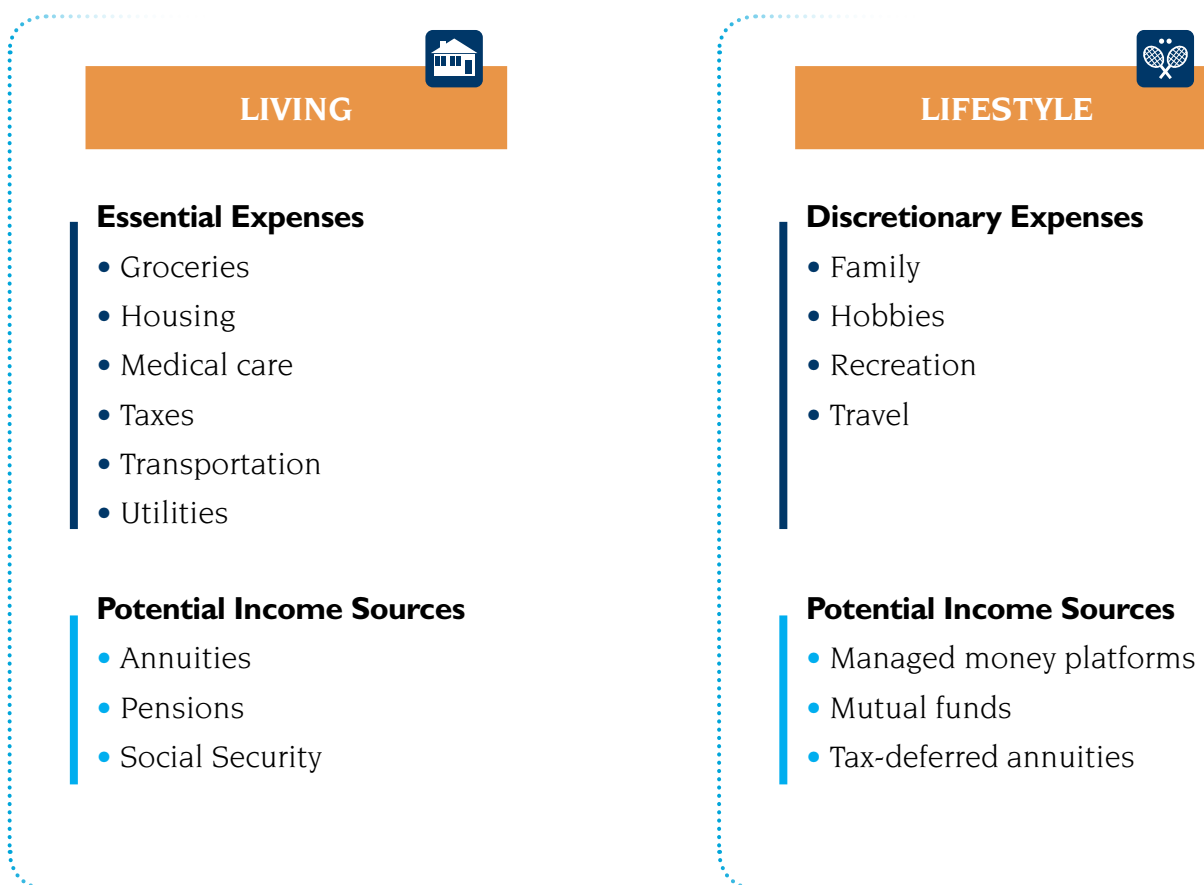 LIVING
Essential Expenses
• Groceries
• Housing
• Medical care
• Taxes
• Transportation
• Utilities
Potential Income Sources
• Annuities
• Pensions
• Social Security
LIFESTYLE
Discretionary Expenses
• Family
• Hobbies
• Recreation
• Travel
Potential Income Sources
• Managed money platforms
• Mutual funds
• Tax-deferred annuities